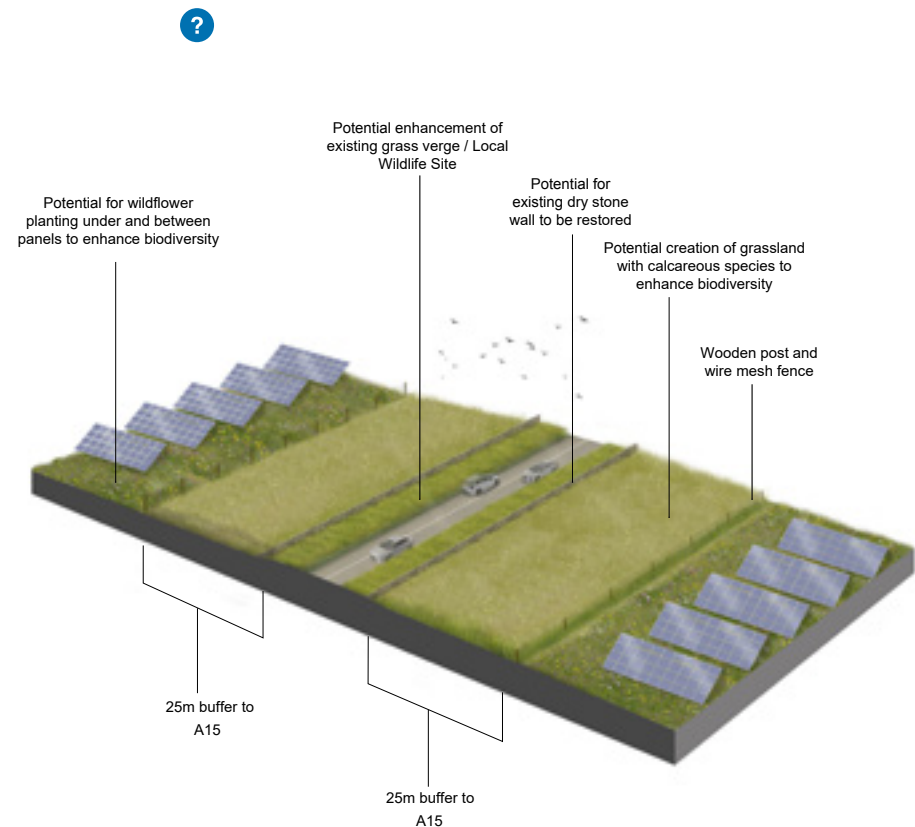 ?
Potential enhancement of
existing grass verge / Local
Wildlife Site
Potential for
existing dry stone
wall to be restored
Potential for wildflower
planting under and between
panels to enhance biodiversity
Potential creation of grassland
with calcareous species to
enhance biodiversity
Wooden post and
wire mesh fence
25m buffer to
A15
25m buffer to
A15